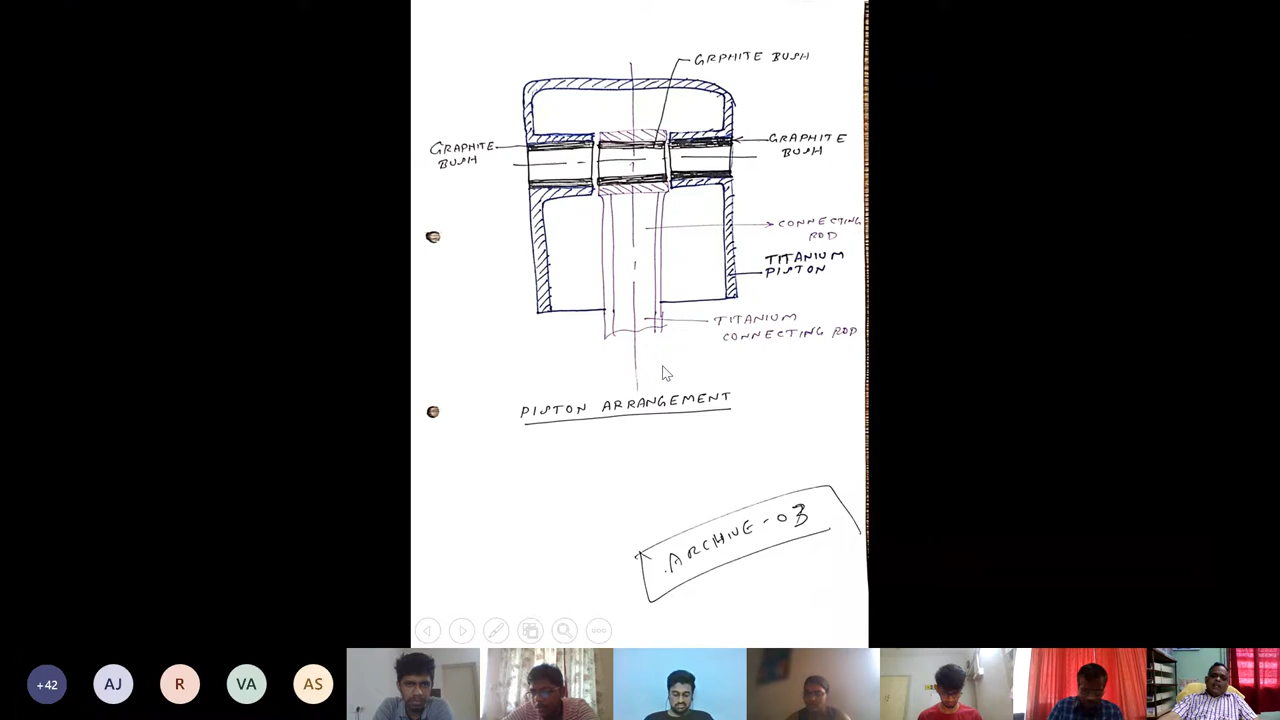 GRPHITE BUSH
GRAPHITE
BUSH
GRAPHITE
BUSH
CONNECTING
ROD
TITANIUM
PISTON
TITANIUM
CONNECTING ROD
PISTON ARRANGEMENT
ARCHIVE-03
+42
AJ
R
VA
AS